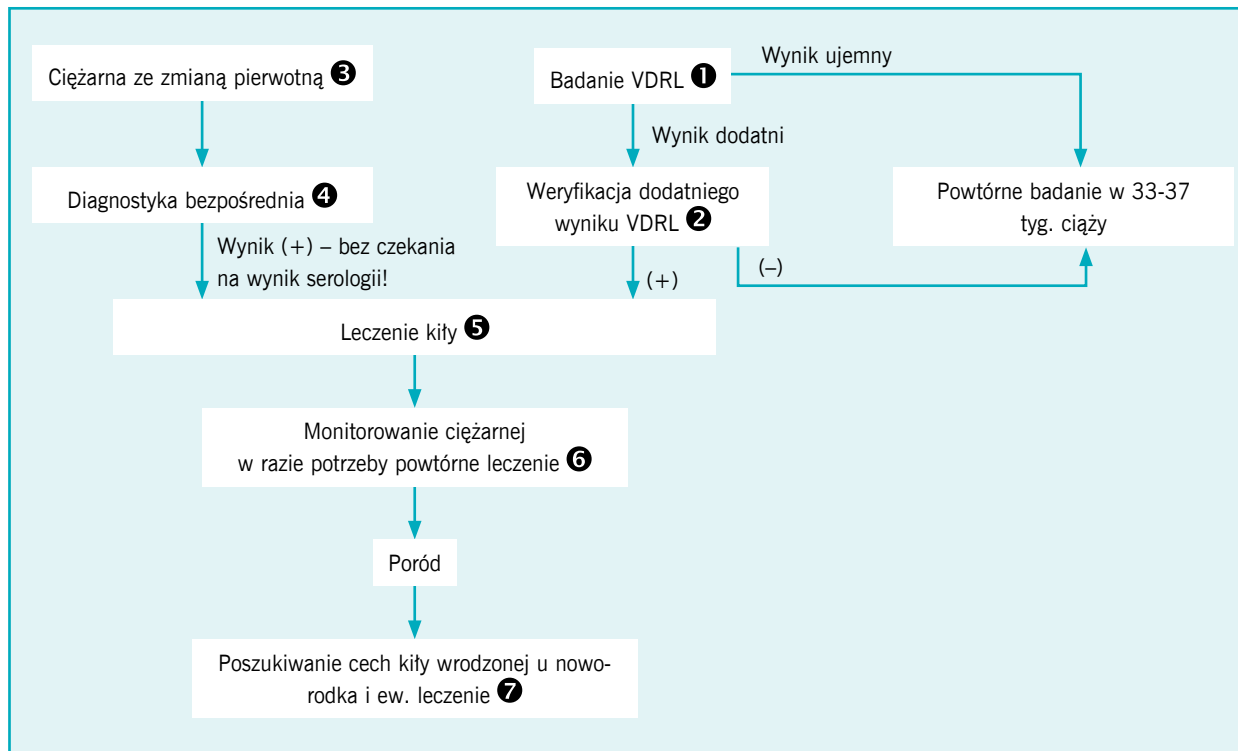 Ciężarna ze zmianą pierwotną ❸
Badanie VDRL ❶
Wynik ujemny
Wynik dodatni
Diagnostyka bezpośrednia ❹
Weryfikacja dodatniego
wyniku VDRL ❷
Powtórne badanie w 33-37
tyg. ciąży
Wynik (+) – bez czekania
na wynik serologii!
(+)
(–)
Leczenie kiły ❺
Monitorowanie ciężarnej
w razie potrzeby powtórne leczenie ❻
Poród
Poszukiwanie cech kiły wrodzonej u nowo-
rodka i ew. leczenie ❼